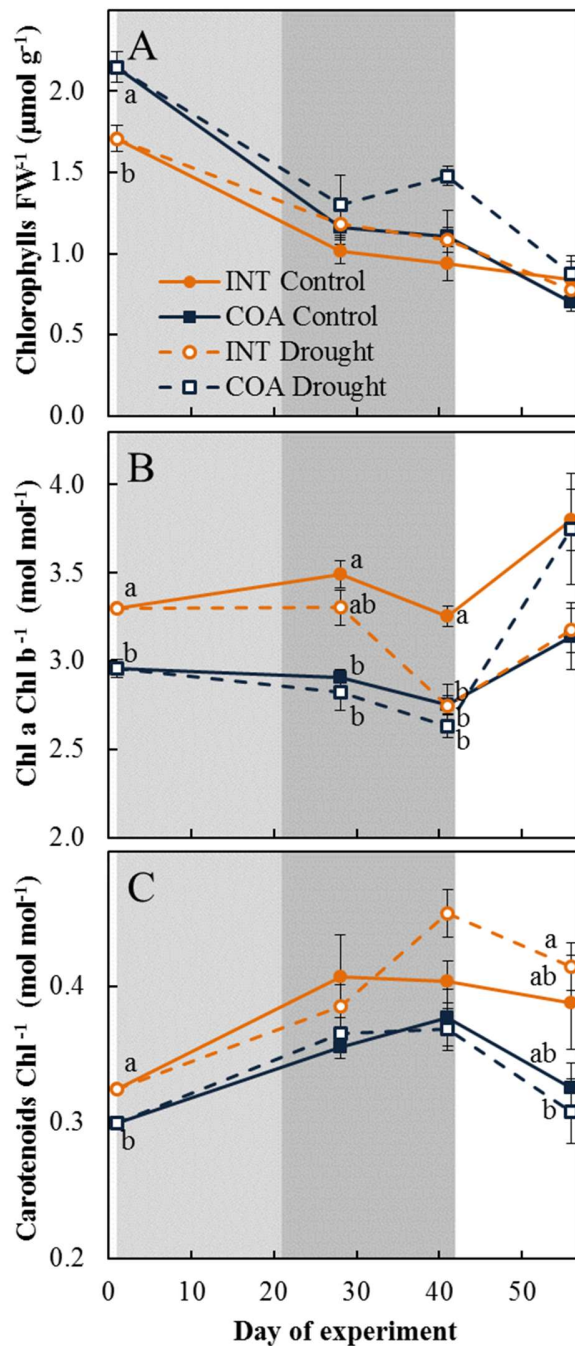 A
Chlorophylls FW⁻¹ (µmol g⁻¹)
2.0
1.5
1.0
0.5
0.0
a
b
INT Control
COA Control
INT Drought
COA Drought
B
Chl a Chl b⁻¹ (mol mol⁻¹)
4.0
3.5
3.0
2.5
2.0
a
b
a
ab
b
b
a
b
b
b
C
Carotenoids Chl⁻¹ (mol mol⁻¹)
0.4
0.3
0.2
a
b
a
ab
ab
b
0 10 20 30 40 50
Day of experiment